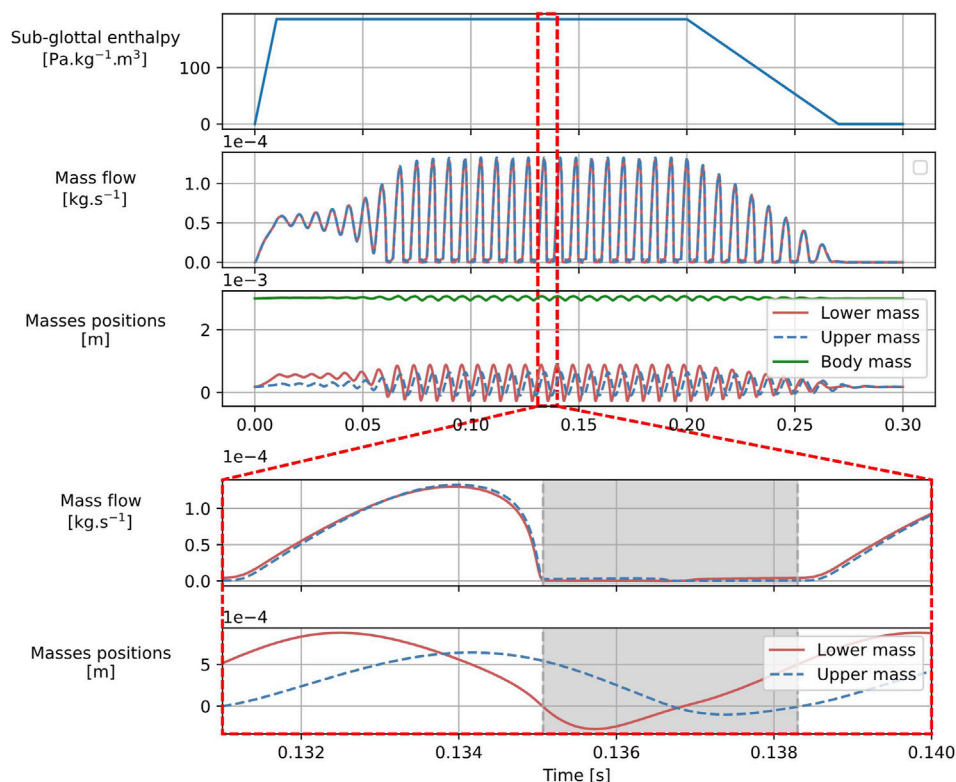 Sub-glottal enthalpy
[Pa.kg⁻¹.m³]
100
0
1e-4
Mass flow
[kg.s⁻¹]
1.0
0.5
0.0
1e-3
Masses positions
[m]
2
0
Lower mass
Upper mass
Body mass
0.00 0.05 0.10 0.15 0.20 0.25 0.30
1e-4
Mass flow
[kg.s⁻¹]
1.0
0.5
0.0
1e-4
Masses positions
[m]
5
0
Lower mass
Upper mass
0.132 0.134 0.136 0.138 0.140
Time [s]